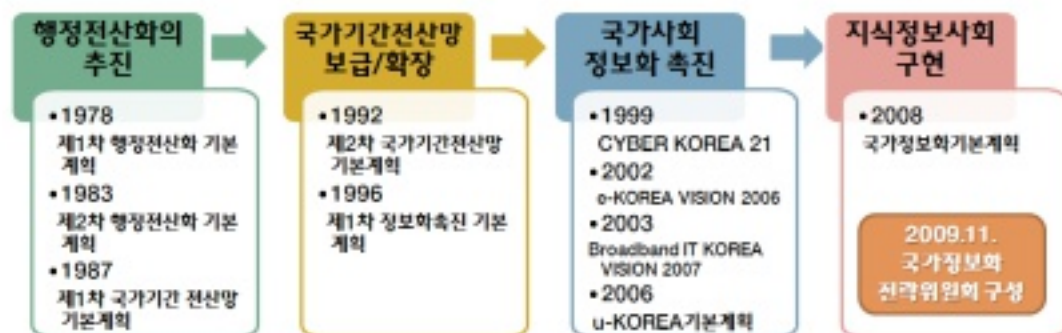 행정전산화의
추진
• 1978
제1차 행정전산화 기본
계획
• 1983
제2차 행정전산화 기본
계획
• 1987
제1차 국가기간 전산망
기본계획
국가기간전산망
보급/확장
• 1992
제2차 국가기간전산망
기본계획
• 1996
제1차 정보화촉진 기본
계획
국가사회
정보화 촉진
• 1999
CYBER KOREA 21
• 2002
e-KOREA VISION 2006
• 2003
Broadband IT KOREA
VISION 2007
• 2006
u-KOREA기본계획
지식정보사회
구현
• 2008
국가정보화기본계획
2009.11.
국가정보화
전략위원회 구성